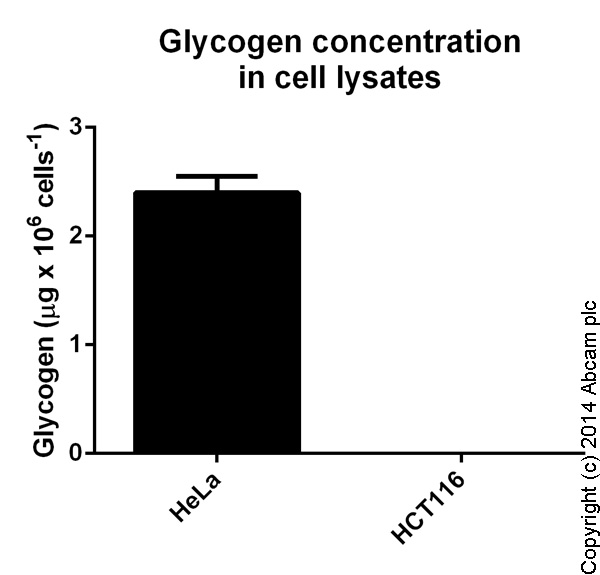 Glycogen concentration
in cell lysates
Glycogen (μg x 10⁶ cells⁻¹)
3
2
1
0
HeLa
HCT116
Copyright (c) 2014 Abcam plc